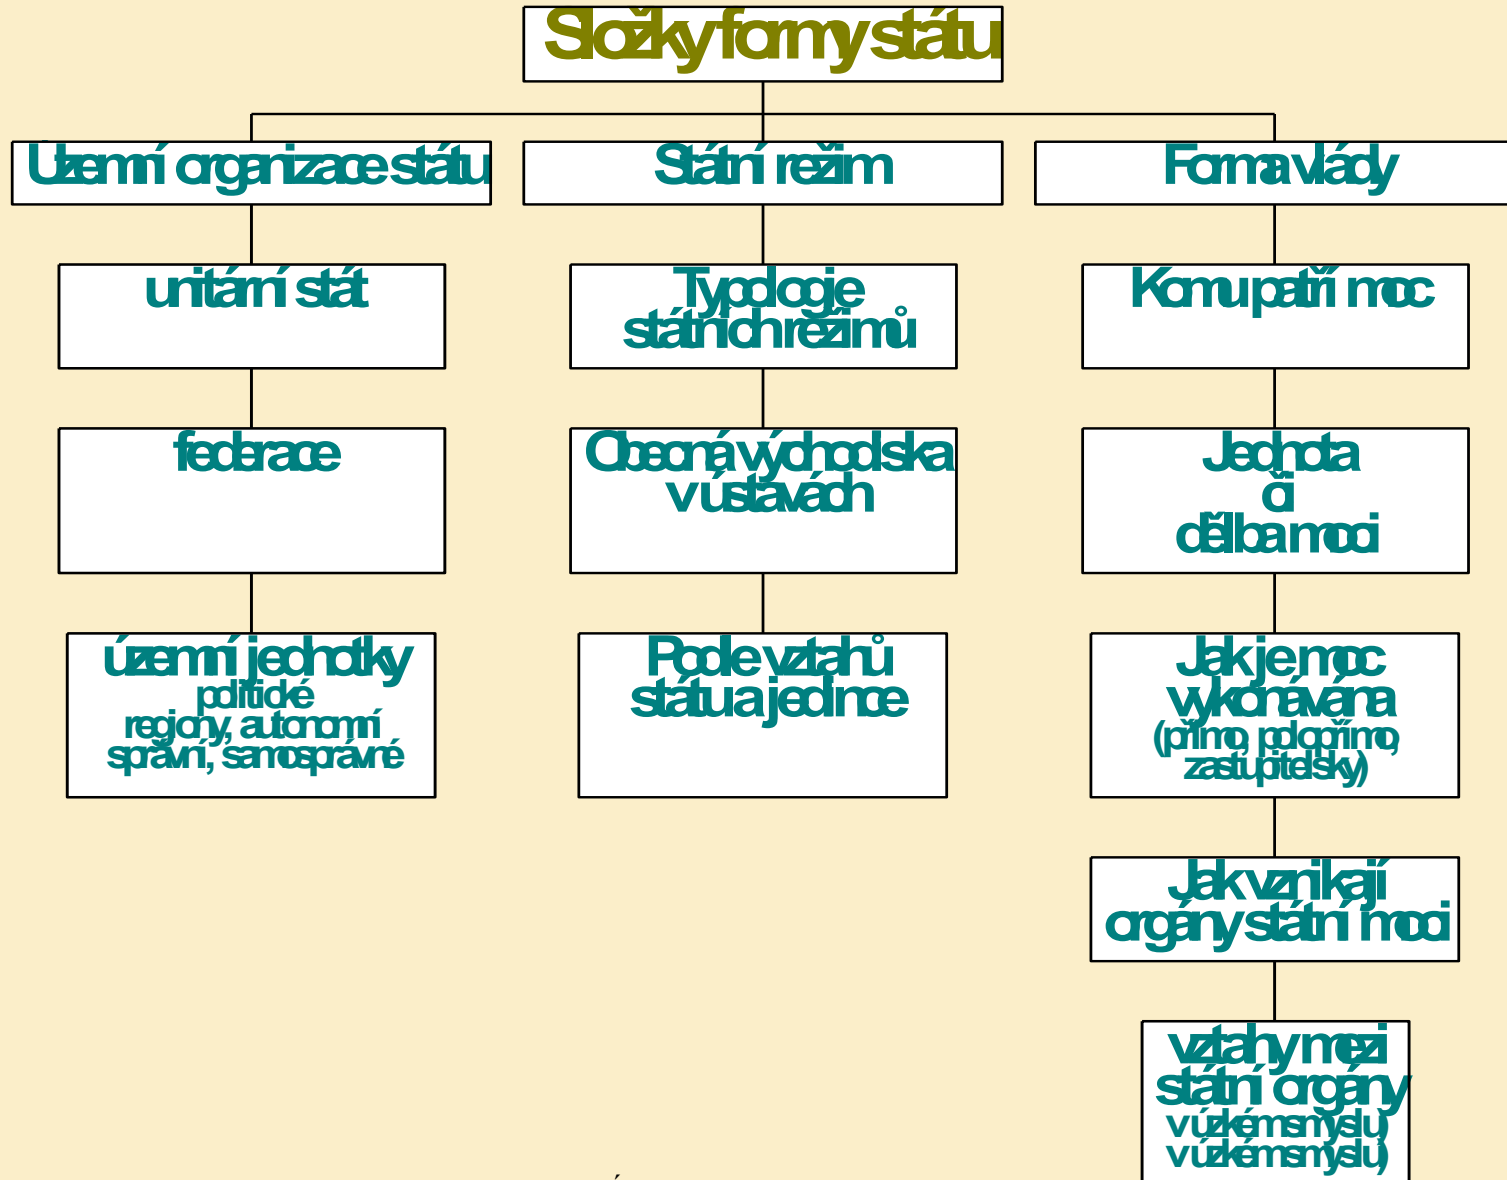 Složky formy státu
Území organizace státu
Státní režim
Forma vlády
unitární stát
Typologie
státních režimů
Komu patří moc
federace
Obecná východiska
v ústavách
Jednota
či
dělba moci
území jednotky
politické
regiony, autonomní
správní, samosprávné
Podle vztahů
státu a jedince
Jak je moc
vykonávána
(přímo, polopřímo,
zastupitelsky)
Jak vznikají
orgány státní moci
vztahy mezi
státní orgány
v úzkém smyslu)
v úzkém smyslu)